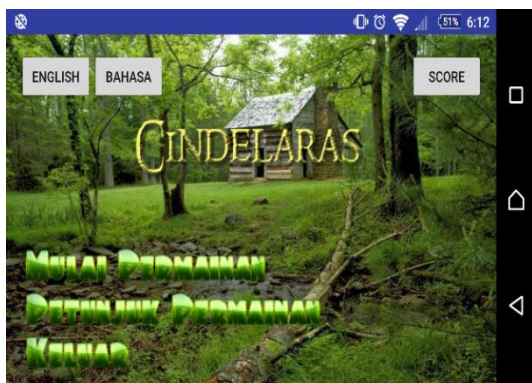 51% 6:12
ENGLISH BAHASA SCORE
CINDELARAS
MULAI PERMAINAN
PETUNJUK PERMAINAN
KELUAR